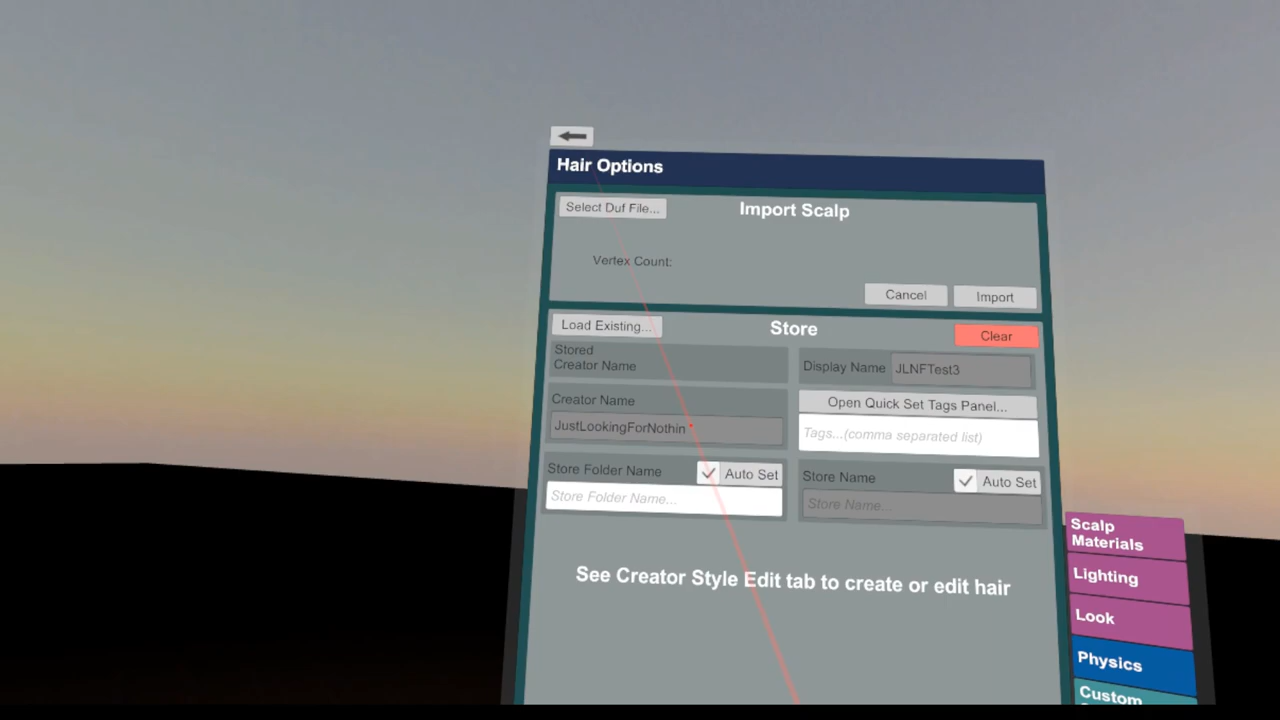 Hair Options
Select Duf File...
Import Scalp
Vertex Count:
Cancel
Import
Load Existing...
Store
Clear
Stored
Creator Name
Display Name
JLNFTest3
Creator Name
Open Quick Set Tags Panel...
JustLookingForNothin
Tags...(comma separated list)
Store Folder Name
Auto Set
Store Name
Auto Set
Store Folder Name...
Store Name...
See Creator Style Edit tab to create or edit hair
Scalp
Materials
Lighting
Look
Physics
Custom